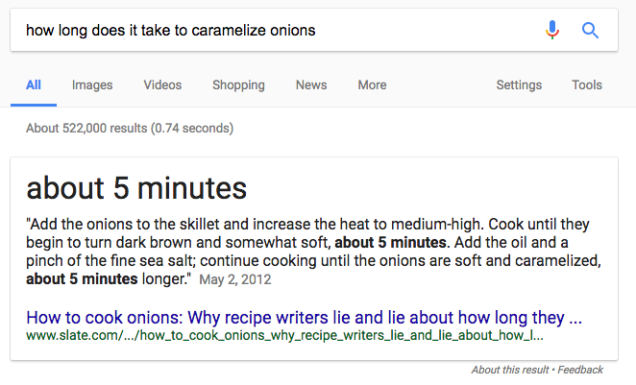 how long does it take to caramelize onions
All Images Videos Shopping News More Settings Tools
About 522,000 results (0.74 seconds)
about 5 minutes
"Add the onions to the skillet and increase the heat to medium-high. Cook until they
begin to turn dark brown and somewhat soft, about 5 minutes. Add the oil and a
pinch of the fine sea salt; continue cooking until the onions are soft and caramelized,
about 5 minutes longer." May 2, 2012
How to cook onions: Why recipe writers lie and lie about how long they ...
www.slate.com/.../how_to_cook_onions_why_recipe_writers_lie_and_lie_about_how_l...
About this result • Feedback